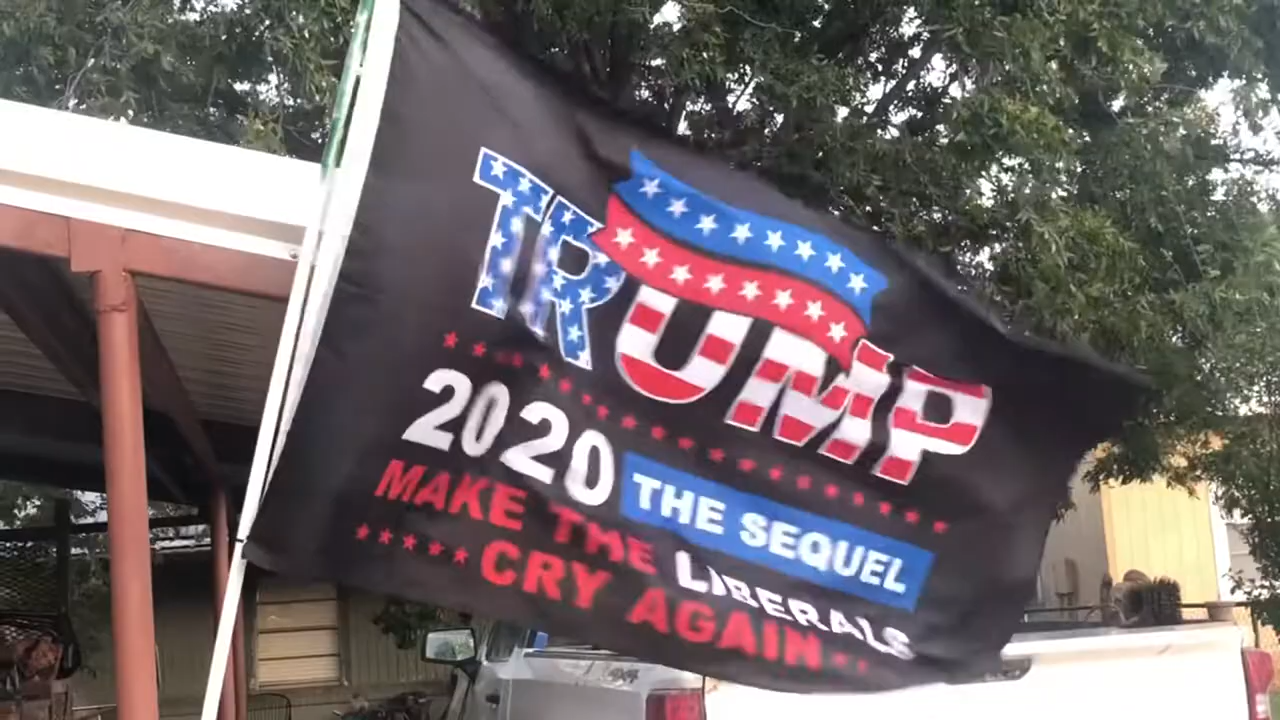 TRUMP
2020 THE SEQUEL
MAKE THE LIBERALS
CRY AGAIN